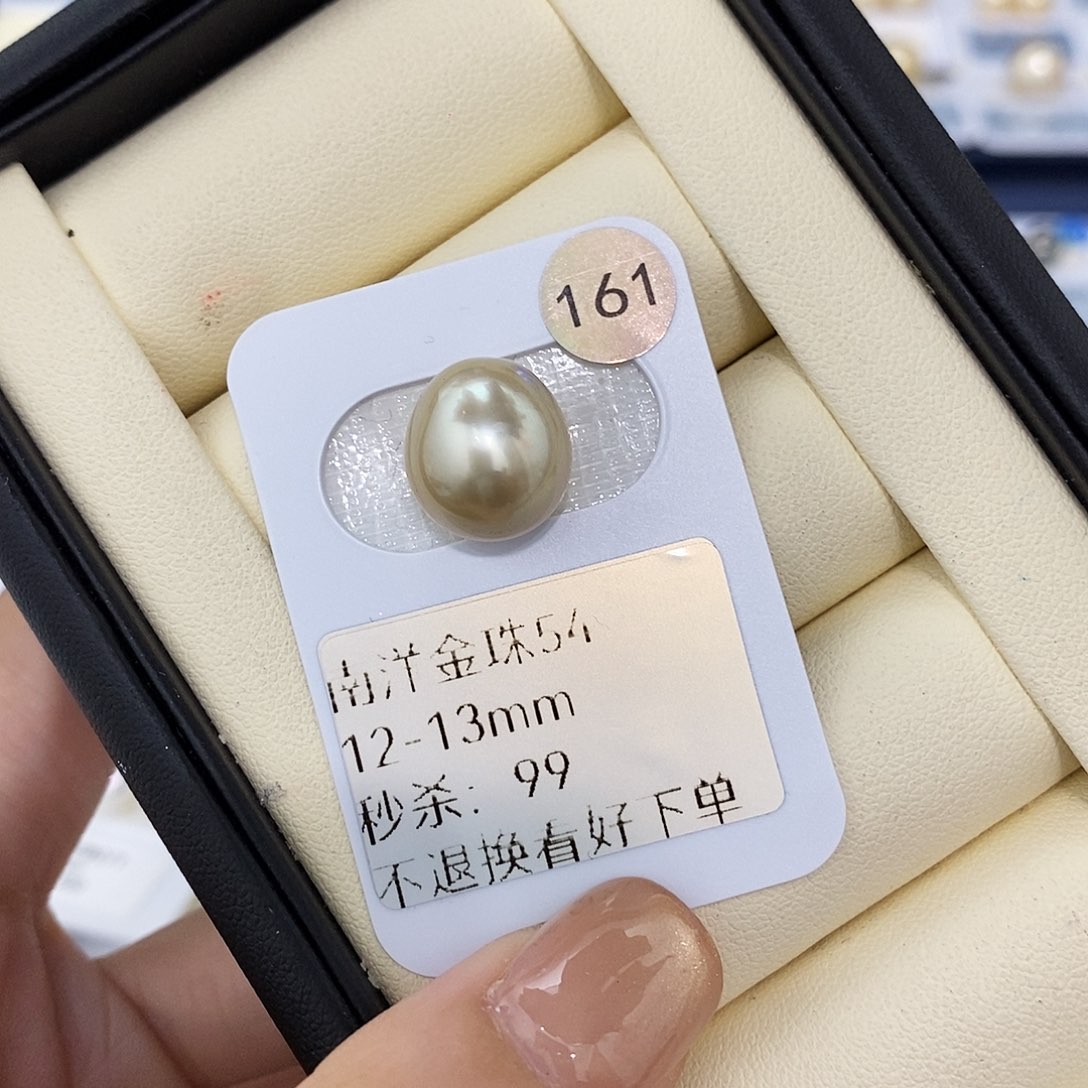 161
南洋金珠54
12-13mm
秒杀: 99
不退换看好下单